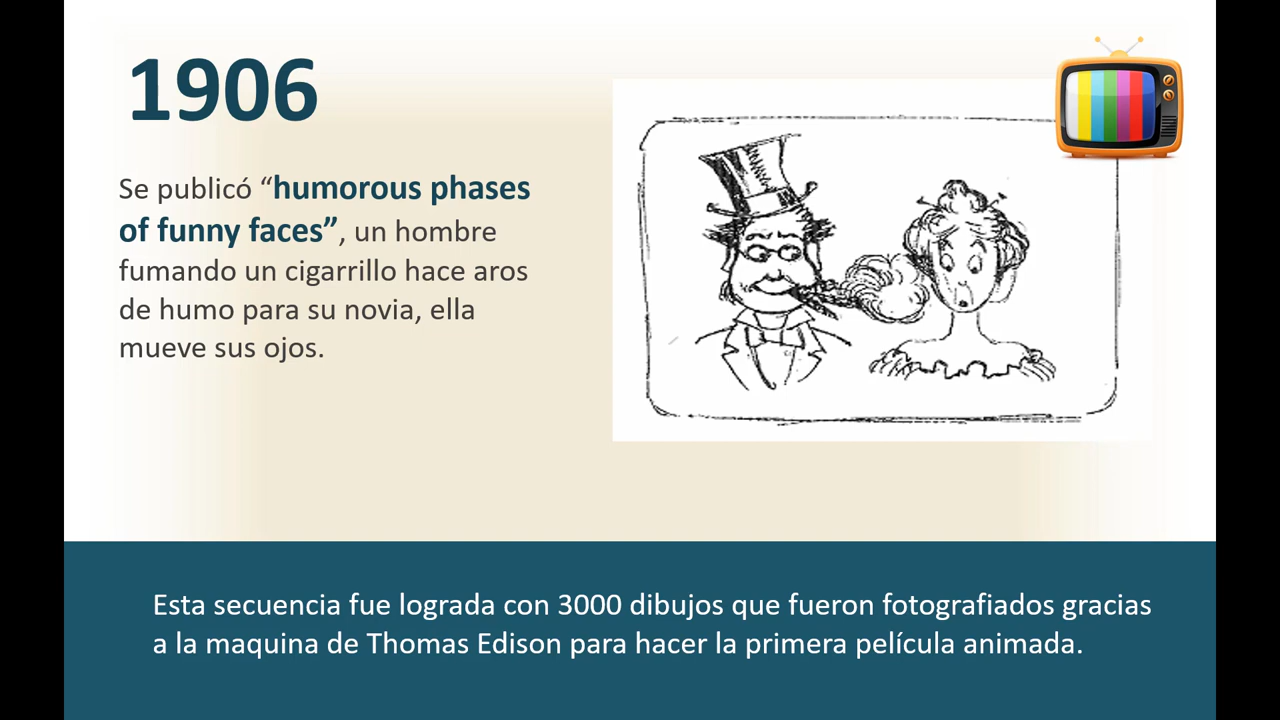 1906
Se publicó “humorous phases
of funny faces”, un hombre
fumando un cigarrillo hace aros
de humo para su novia, ella
mueve sus ojos.
Esta secuencia fue lograda con 3000 dibujos que fueron fotografiados gracias
a la maquina de Thomas Edison para hacer la primera película animada.